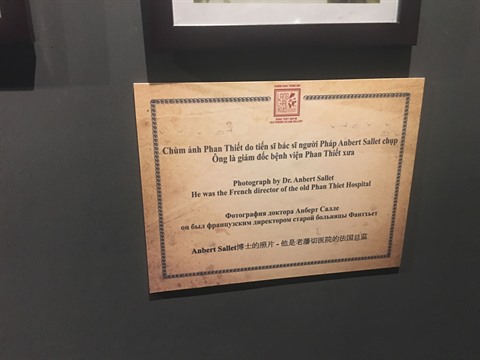 Chùm ảnh Phan Thiết do tiến sĩ bác sĩ người Pháp Anbert Sallet chụp
Ông là giám đốc bệnh viện Phan Thiết xưa
Photograph by Dr. Anbert Sallet
He was the French director of the old Phan Thiet Hospital
Фотография доктора Анберт Салле
он был французским директором старой больницы Фантхьет
Anbert Sallet博士的照片 - 他是老藩切医院的法国总监